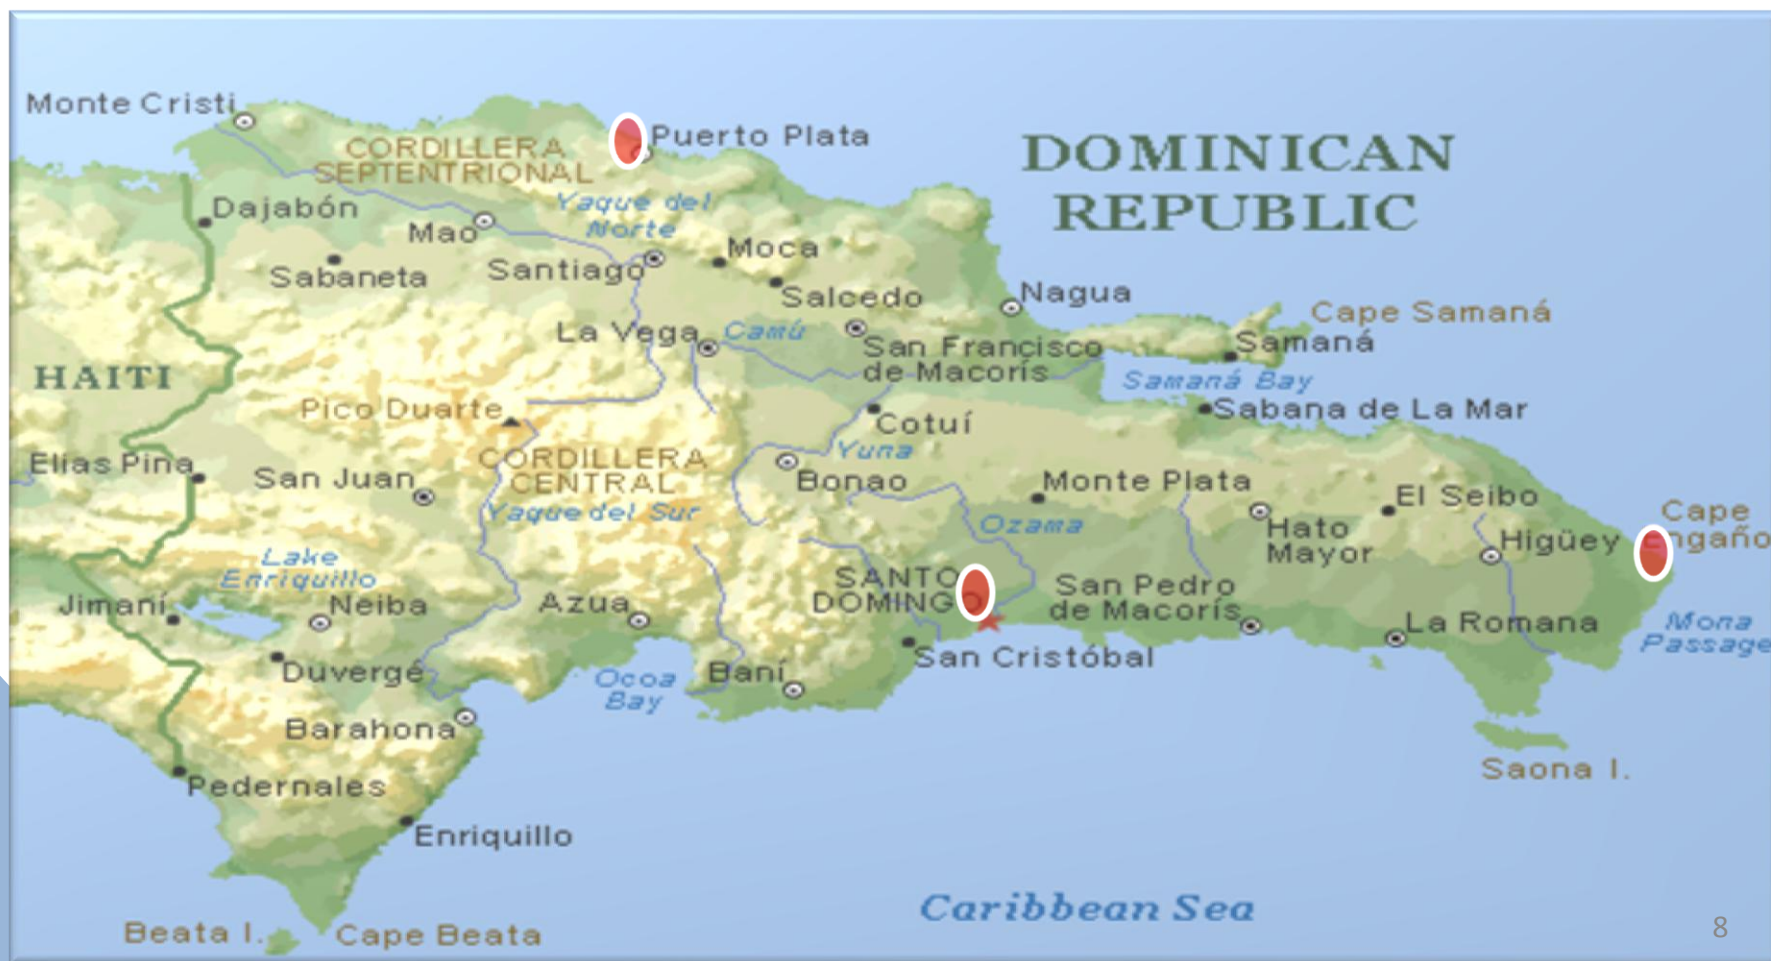 Monte Cristi
Puerto Plata
CORDILLERA
SEPTENTRIONAL
DOMINICAN
REPUBLIC
Yaque del
Norte
Dajabón
Mao
Moca
Sabaneta
Santiago
Salcedo
Nagua
Cape Samaná
La Vega
Camú
San Francisco
de Macorís
Samaná
HAITI
Samaná Bay
Pico Duarte
Cotuí
Sabana de La Mar
Yuna
CORDILLERA
CENTRAL
Elias Pina
San Juan
Bonao
Monte Plata
El Seibo
Yaque del Sur
Ozama
Hato
Mayor
Higüey
Cape
Engaño
Lake
Enriquillo
SANTO
DOMINGO
San Pedro
de Macorís
Jimaní
Neiba
Azua
La Romana
Mona
Passage
Duvergé
Ocoa
Bay
Baní
San Cristóbal
Barahona
Saona I.
Pedernales
Enriquillo
Caribbean Sea
Beata I.
Cape Beata
8